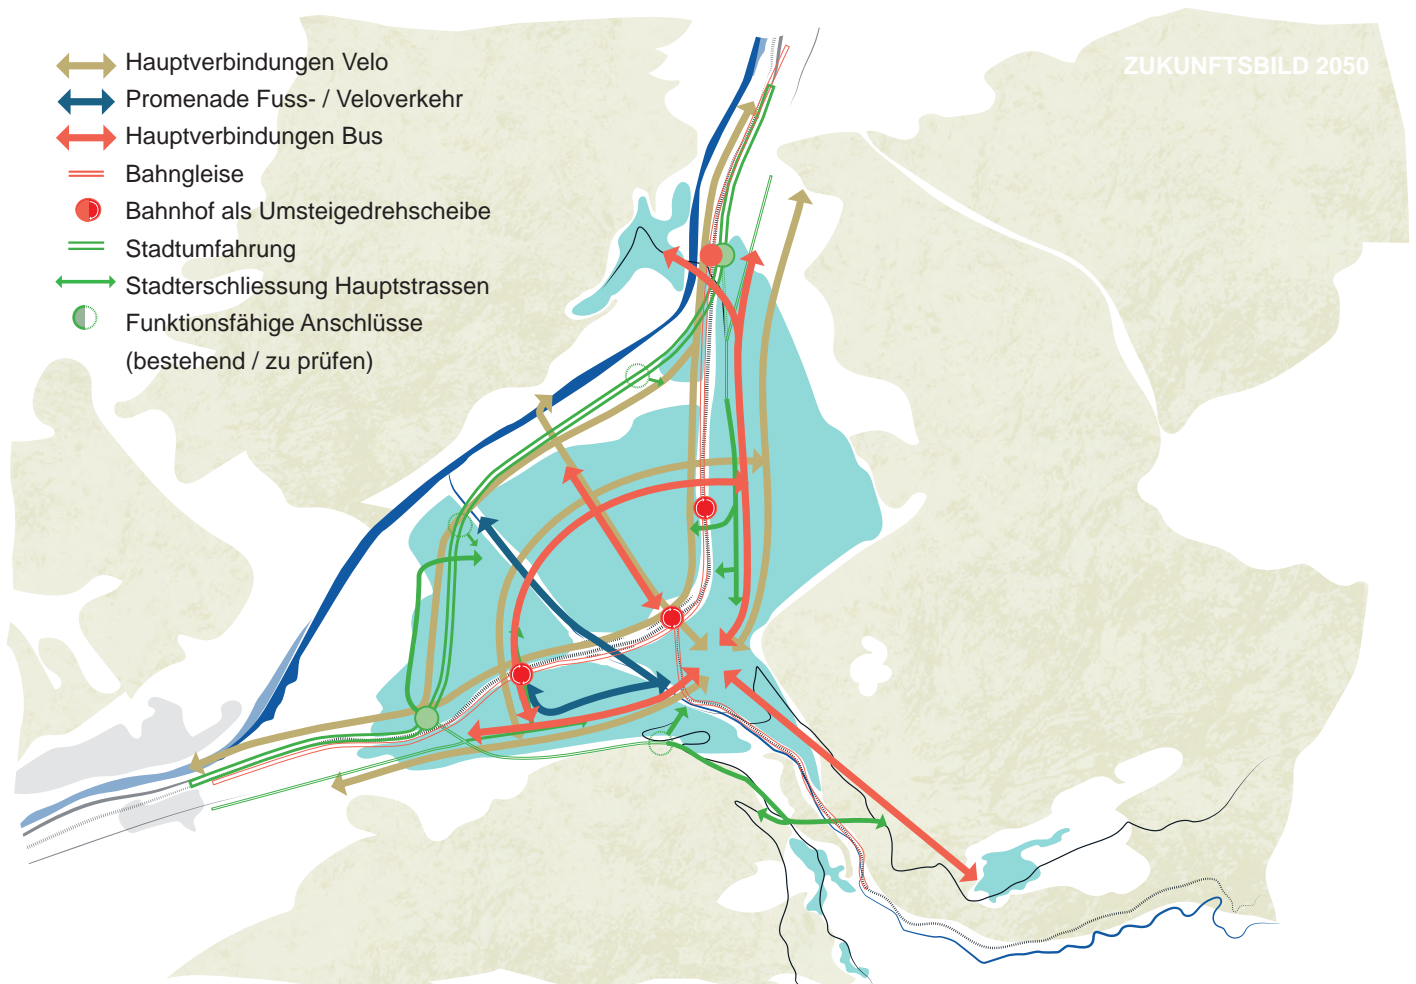 ZUKUNFTSBILD 2050
Hauptverbindungen Velo
Promenade Fuss- / Veloverkehr
Hauptverbindungen Bus
Bahngleise
Bahnhof als Umsteigedrehscheibe
Stadtumfahrung
Stadterschliessung Hauptstrassen
Funktionsfähige Anschlüsse
(bestehend / zu prüfen)